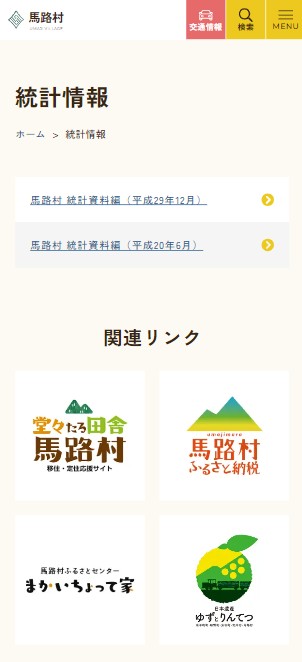 馬路村
UMAJI VILLAGE
交通情報
検索
MENU
統計情報
ホーム > 統計情報
馬路村 統計資料編（平成29年12月）
馬路村 統計資料編（平成20年6月）
関連リンク
堂々たる田舎
馬路村
移住・定住応援サイト
umajimura
馬路村
ふるさと納税
馬路村ふるさとセンター
まかいちょって家
日本遺産
ゆずとりんてつ